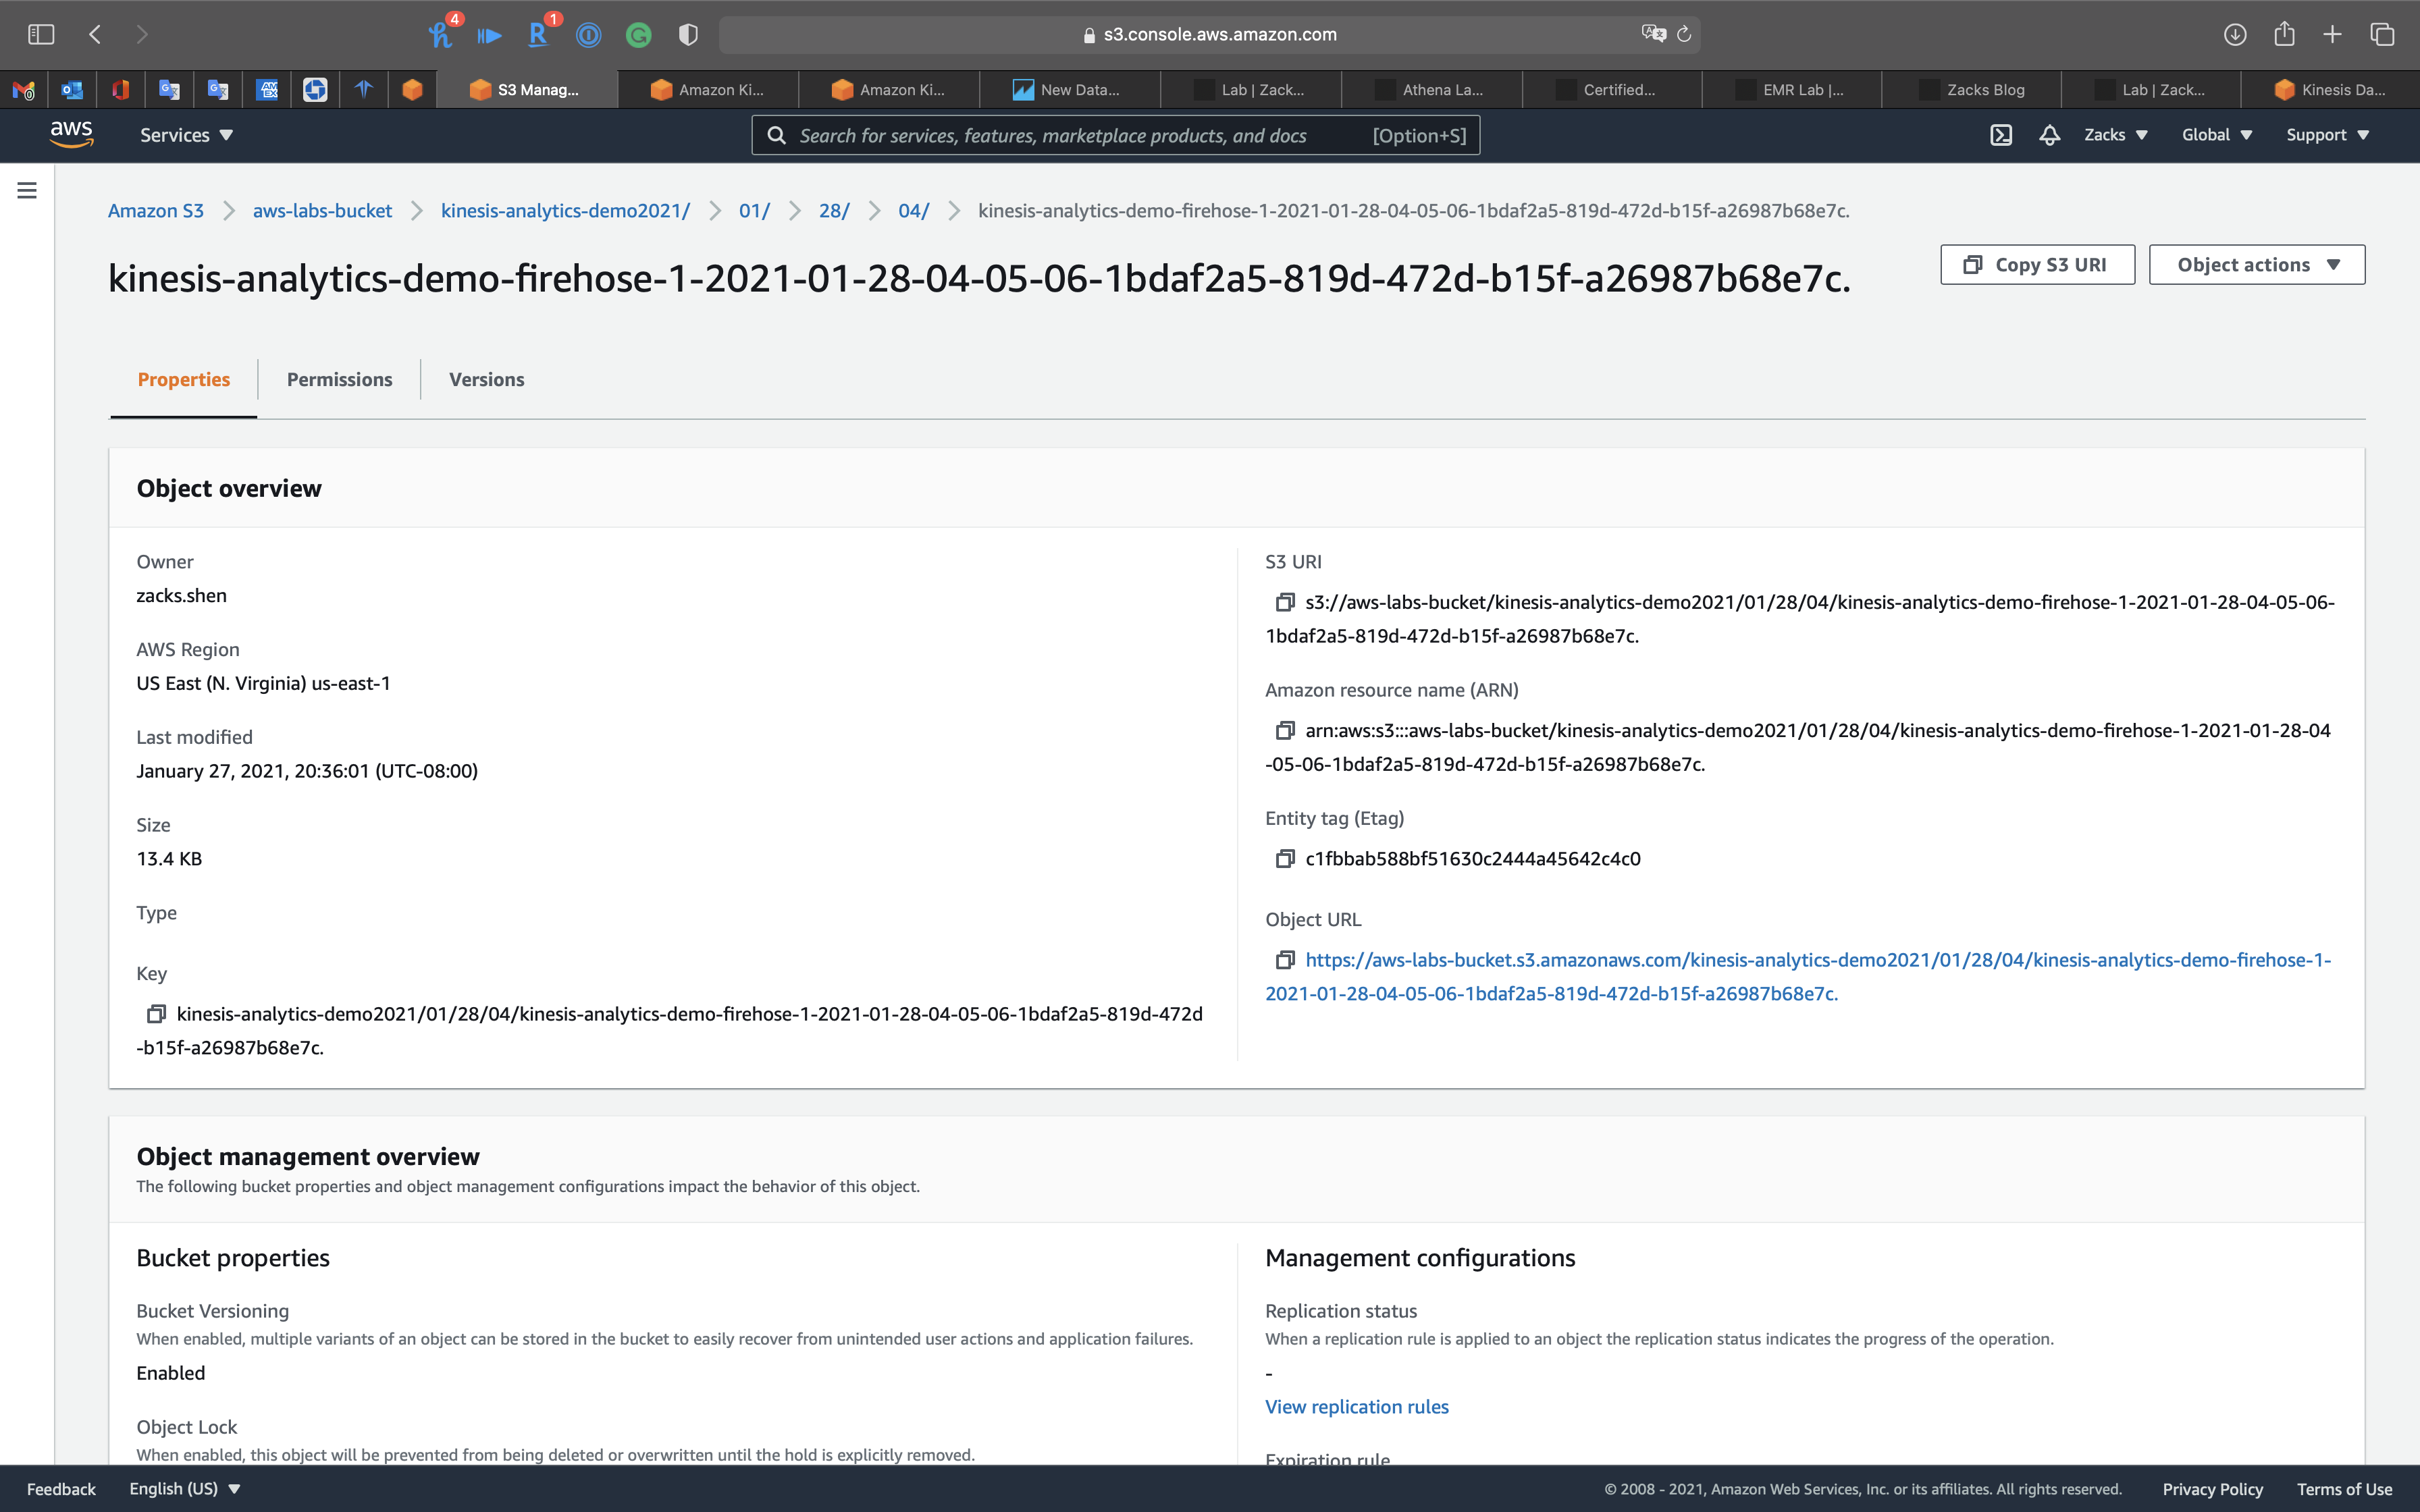 4
1
s3.console.aws.amazon.com
S3 Manag...
Amazon Ki...
Amazon Ki...
New Data...
Lab | Zack...
Athena La...
Certified...
EMR Lab |...
Zacks Blog
Lab | Zack...
Kinesis Da...
aws
Services
Search for services, features, marketplace products, and docs
[Option+S]
Zacks
Global
Support
Amazon S3
aws-labs-bucket
kinesis-analytics-demo2021/
01/
28/
04/
kinesis-analytics-demo-firehose-1-2021-01-28-04-05-06-1bdaf2a5-819d-472d-b15f-a26987b68e7c.
kinesis-analytics-demo-firehose-1-2021-01-28-04-05-06-1bdaf2a5-819d-472d-b15f-a26987b68e7c.
Copy S3 URI
Object actions
Properties
Permissions
Versions
Object overview
Owner
zacks.shen
AWS Region
US East (N. Virginia) us-east-1
Last modified
January 27, 2021, 20:36:01 (UTC-08:00)
Size
13.4 KB
Type
Key
kinesis-analytics-demo2021/01/28/04/kinesis-analytics-demo-firehose-1-2021-01-28-04-05-06-1bdaf2a5-819d-472d
-b15f-a26987b68e7c.
S3 URI
s3://aws-labs-bucket/kinesis-analytics-demo2021/01/28/04/kinesis-analytics-demo-firehose-1-2021-01-28-04-05-06-
1bdaf2a5-819d-472d-b15f-a26987b68e7c.
Amazon resource name (ARN)
arn:aws:s3:::aws-labs-bucket/kinesis-analytics-demo2021/01/28/04/kinesis-analytics-demo-firehose-1-2021-01-28-04
-05-06-1bdaf2a5-819d-472d-b15f-a26987b68e7c.
Entity tag (Etag)
c1fbbab588bf51630c2444a45642c4c0
Object URL
https://aws-labs-bucket.s3.amazonaws.com/kinesis-analytics-demo2021/01/28/04/kinesis-analytics-demo-firehose-1-
2021-01-28-04-05-06-1bdaf2a5-819d-472d-b15f-a26987b68e7c.
Object management overview
The following bucket properties and object management configurations impact the behavior of this object.
Bucket properties
Bucket Versioning
When enabled, multiple variants of an object can be stored in the bucket to easily recover from unintended user actions and application failures.
Enabled
Object Lock
When enabled, this object will be prevented from being deleted or overwritten until the hold is explicitly removed.
Management configurations
Replication status
When a replication rule is applied to an object the replication status indicates the progress of the operation.
-
View replication rules
Expiration rule
Feedback
English (US)
© 2008 - 2021, Amazon Web Services, Inc. or its affiliates. All rights reserved.
Privacy Policy
Terms of Use